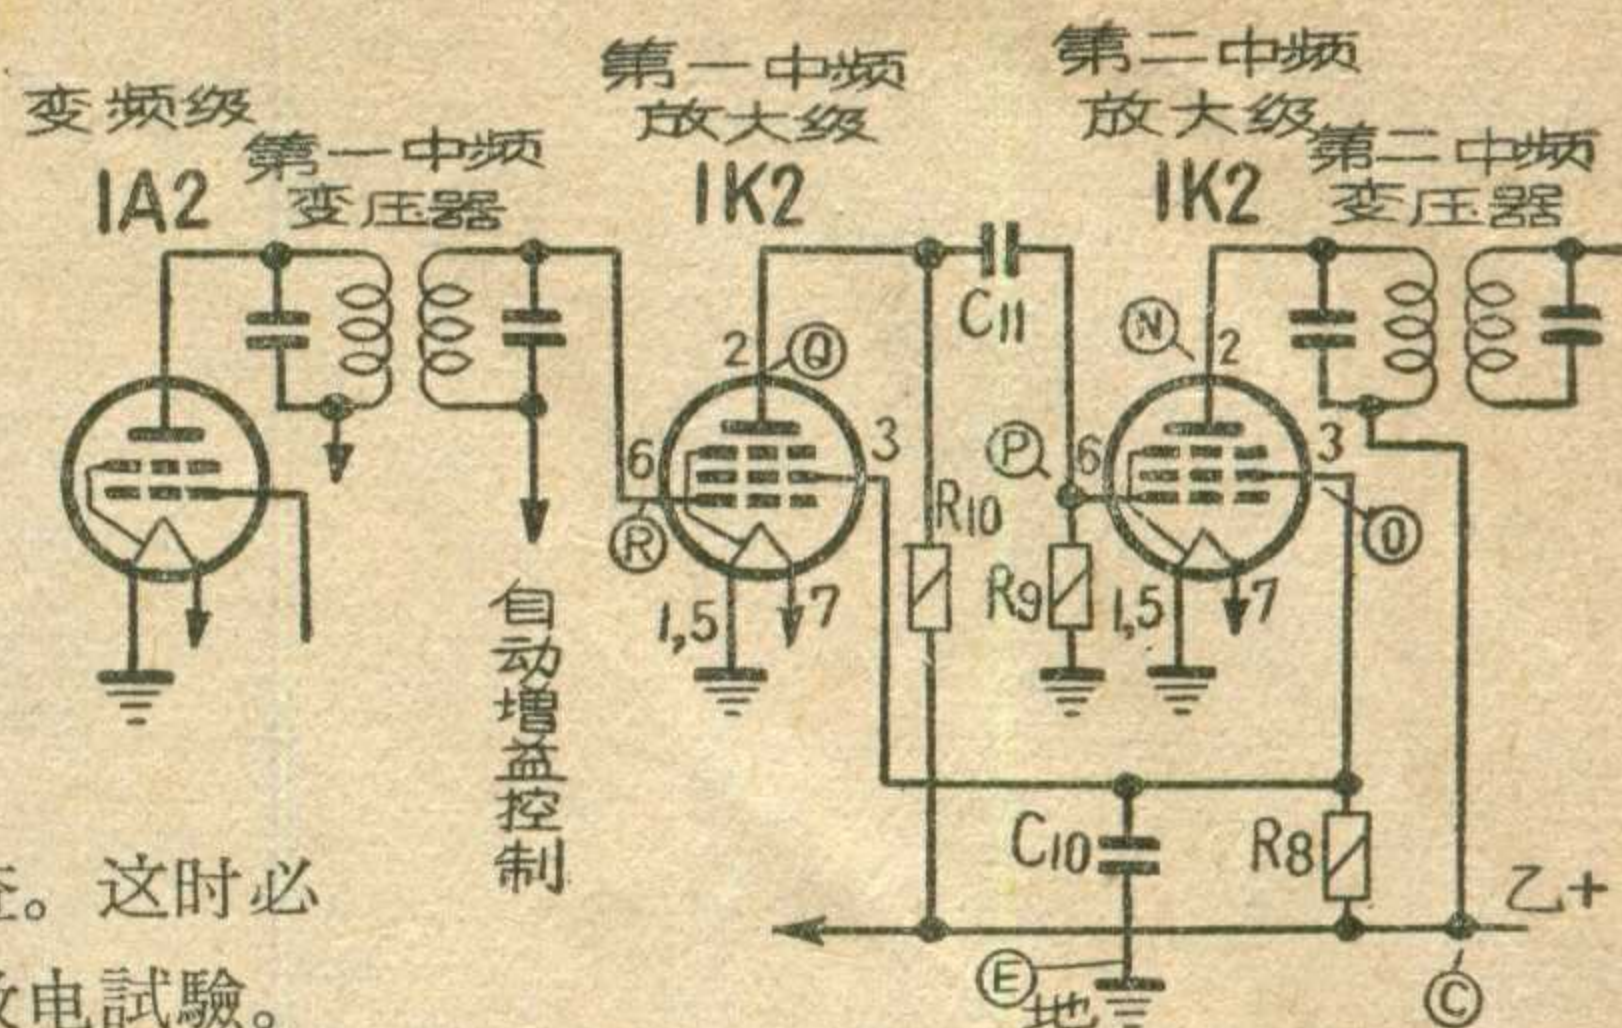 变频级
1A2
第一中频
变压器
第一中频
放大级
1K2
第二中频
放大级
1K2
第二中频
变压器
C11
2
Q
N
2
6
3
P
6
3
R
R10
O
R9
1,5
7
1,5
7
自动增益控制
C10
R8
乙+
E
地
C
。这时必
电試驗。